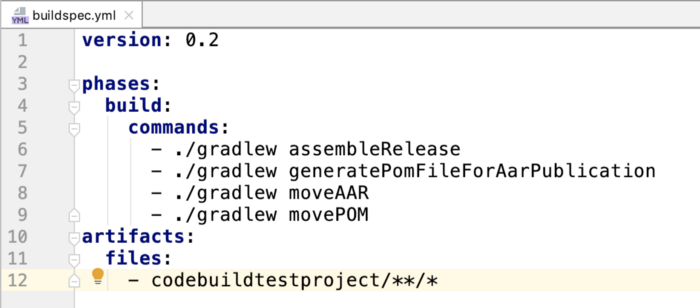 buildspec.yml
1 version: 0.2
2
3 phases:
4   build:
5     commands:
6       - ./gradlew assembleRelease
7       - ./gradlew generatePomFileForAarPublication
8       - ./gradlew moveAAR
9       - ./gradlew movePOM
10 artifacts:
11   files:
12     - codebuildtestproject/**/*